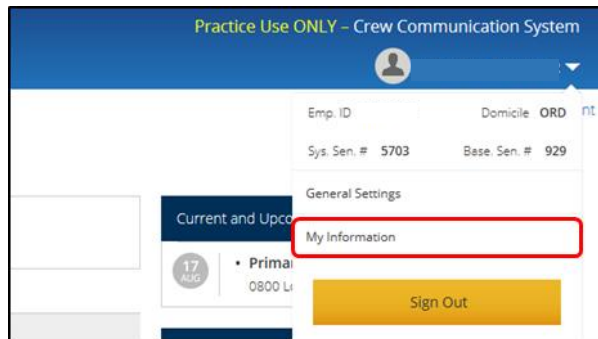 Practice Use ONLY – Crew Communication System
Emp. ID Domicile ORD
Sys. Sen. # 5703 Base. Sen. # 929
General Settings
Current and Upco
My Information
17 • Prima
AUG 0800 L
Sign Out